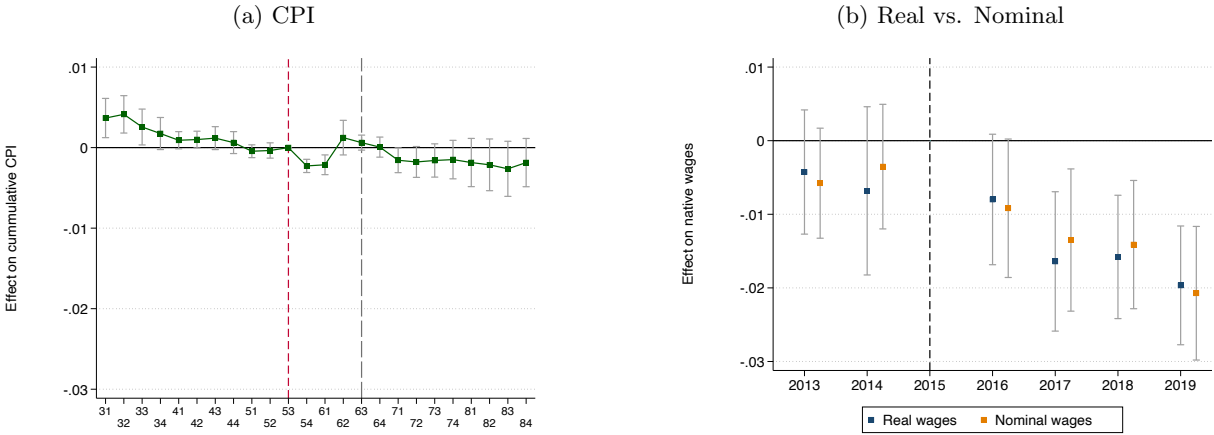 (a) CPI
Effect on cummulative CPI
.01
0
-.01
-.02
-.03
31 32 33 34 41 42 43 44 51 52 53 54 61 62 63 64 71 72 73 74 81 82 83 84
(b) Real vs. Nominal
Effect on native wages
.01
0
-.01
-.02
-.03
2013 2014 2015 2016 2017 2018 2019
Real wages Nominal wages